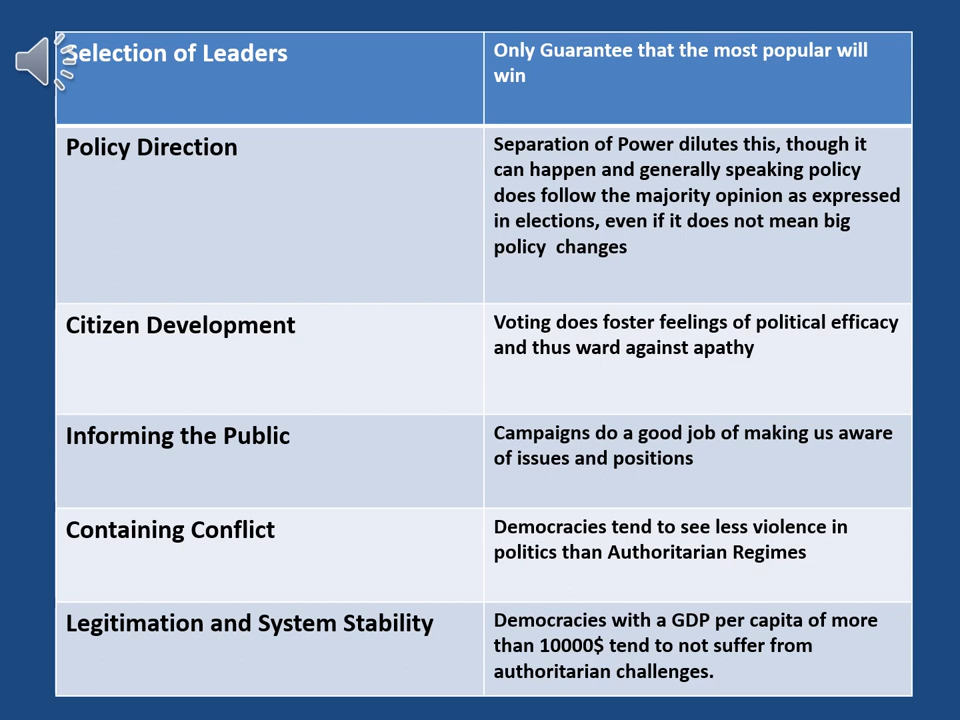 Selection of Leaders
Only Guarantee that the most popular will
win
Policy Direction
Separation of Power dilutes this, though it
can happen and generally speaking policy
does follow the majority opinion as expressed
in elections, even if it does not mean big
policy  changes
Citizen Development
Voting does foster feelings of political efficacy
and thus ward against apathy
Informing the Public
Campaigns do a good job of making us aware
of issues and positions
Containing Conflict
Democracies tend to see less violence in
politics than Authoritarian Regimes
Legitimation and System Stability
Democracies with a GDP per capita of more
than 10000$ tend to not suffer from
authoritarian challenges.